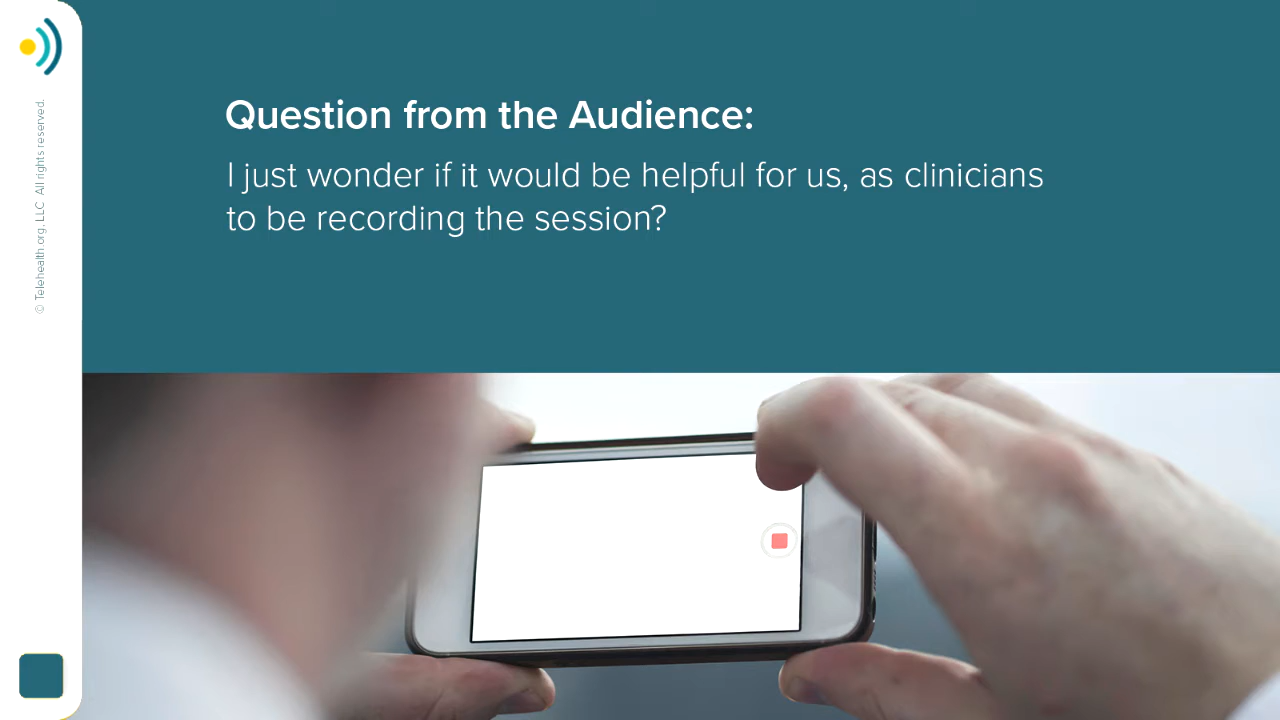 Question from the Audience:
I just wonder if it would be helpful for us, as clinicians
to be recording the session?
© Telehealth.org, LLC All rights reserved.